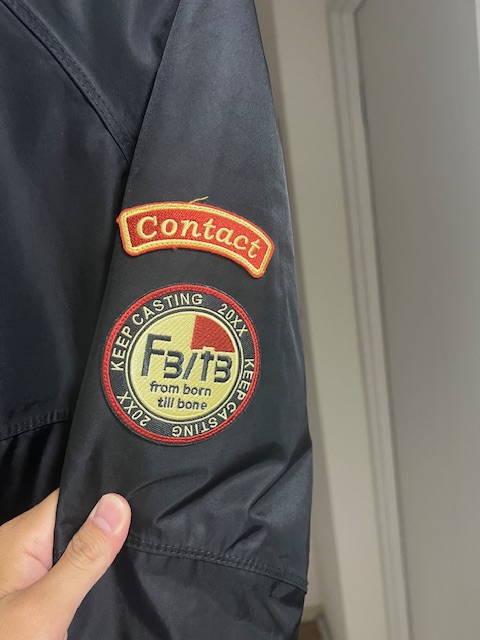 Contact
KEEP CASTING 20XX
KEEP CASTING 20XX
FB/tB
from born
till bone